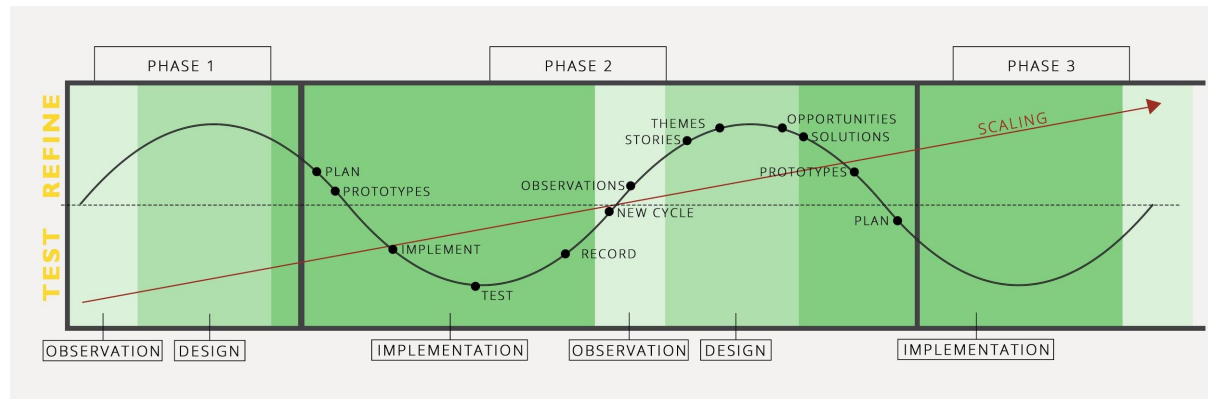 PHASE 1
PHASE 2
PHASE 3
REFINE
TEST
PLAN
PROTOTYPES
IMPLEMENT
TEST
RECORD
NEW CYCLE
OBSERVATIONS
STORIES
THEMES
OPPORTUNITIES
SOLUTIONS
PROTOTYPES
PLAN
SCALING
OBSERVATION
DESIGN
IMPLEMENTATION
OBSERVATION
DESIGN
IMPLEMENTATION